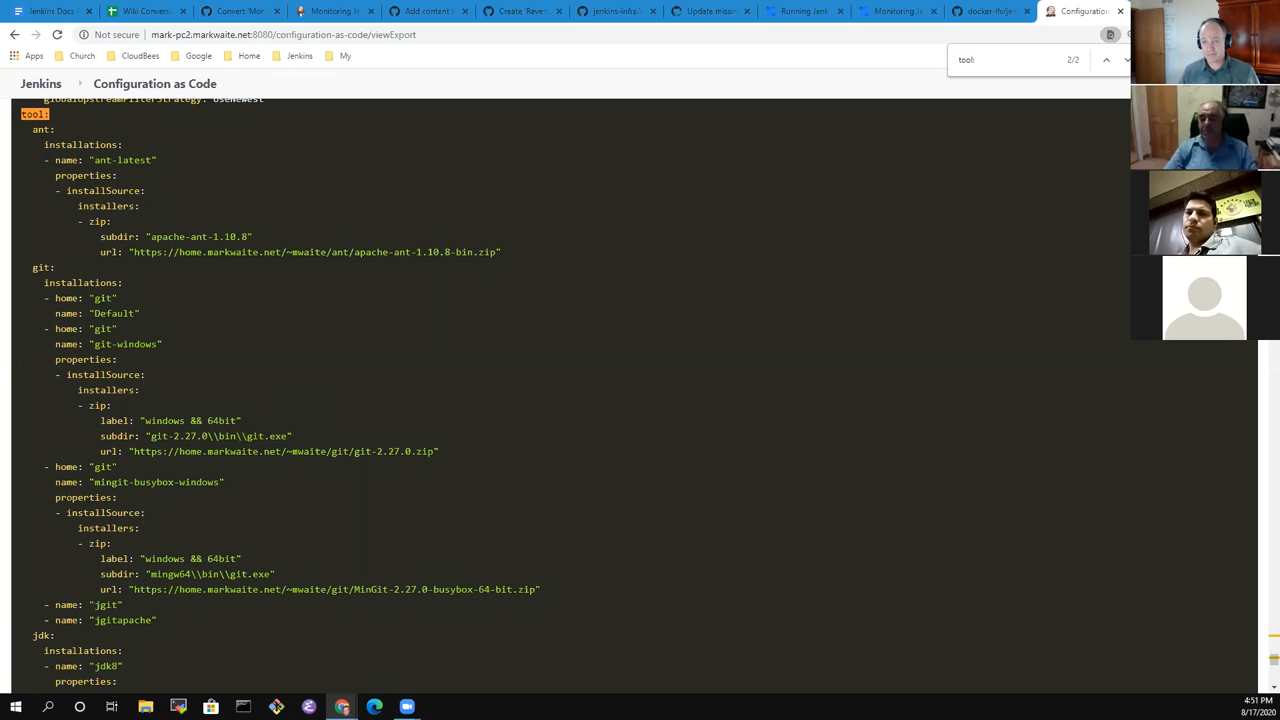 Jenkins Docs
Wiki Conversi
Convert 'Mon
Monitoring Je
Add content t
Create 'Rever
jenkins-infra.
Update missi
Running Jenk
Monitoring Je
docker-lfs/jen
Configuration
Not secure mark-pc2.markwaite.net:8080/configuration-as-code/viewExport
Apps Church CloudBees Google Home Jenkins My
tool: 2/2
Jenkins Configuration as Code
globalUpstreamFilterStrategy: UseNewest
tool:
ant:
installations:
- name: "ant-latest"
properties:
- installSource:
installers:
- zip:
subdir: "apache-ant-1.10.8"
url: "https://home.markwaite.net/~mwaite/ant/apache-ant-1.10.8-bin.zip"
git:
installations:
- home: "git"
name: "Default"
- home: "git"
name: "git-windows"
properties:
- installSource:
installers:
- zip:
label: "windows && 64bit"
subdir: "git-2.27.0\\bin\\git.exe"
url: "https://home.markwaite.net/~mwaite/git/git-2.27.0.zip"
- home: "git"
name: "mingit-busybox-windows"
properties:
- installSource:
installers:
- zip:
label: "windows && 64bit"
subdir: "mingw64\\bin\\git.exe"
url: "https://home.markwaite.net/~mwaite/git/MinGit-2.27.0-busybox-64-bit.zip"
- name: "jgit"
- name: "jgitapache"
jdk:
installations:
- name: "jdk8"
properties:
4:51 PM
8/17/2020